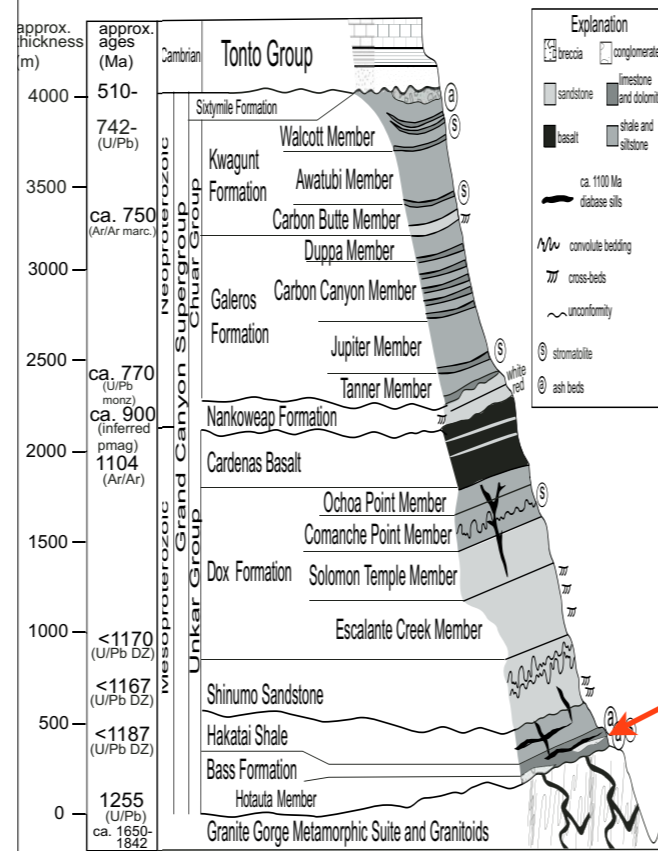 approx.
thickness
(m)
approx.
ages
(Ma)
Cambrian
Tonto Group
4000
510-
Sixtymile Formation
742-
(U/Pb)
Walcott Member
Kwagunt
Formation
Awatubi Member
3500
ca. 750
(Ar/Ar marc.)
Carbon Butte Member
Neoproterozoic
Grand Canyon Supergroup
Chuar Group
3000
Duppa Member
Galeros
Formation
Carbon Canyon Member
Jupiter Member
2500
ca. 770
(U/Pb
monz)
Tanner Member
white
red
ca. 900
(inferred
pmag)
Nankoweap Formation
2000
1104
(Ar/Ar)
Cardenas Basalt
Mesoproterozoic
Unkar Group
Ochoa Point Member
1500
Comanche Point Member
Dox Formation
Solomon Temple Member
1000
Escalante Creek Member
<1170
(U/Pb DZ)
<1167
(U/Pb DZ)
Shinumo Sandstone
500
<1187
(U/Pb DZ)
Hakatai Shale
Bass Formation
Hotauta Member
0
1255
(U/Pb)
ca. 1650-
1842
Granite Gorge Metamorphic Suite and Granitoids
a
s
s
s
s
a
Explanation
breccia
conglomerate
sandstone
limestone
and dolomit
basalt
shale and
siltstone
ca. 1100 Ma
diabase sills
convolute bedding
cross-beds
unconformity
s stromatolite
a ash beds